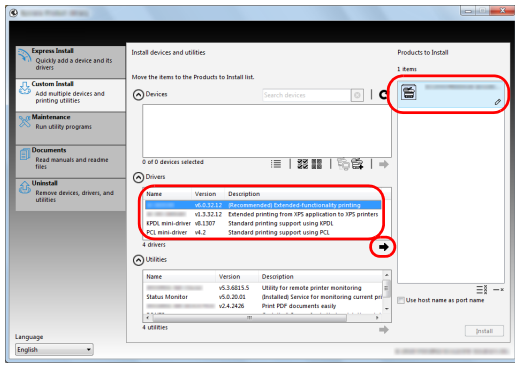 Express Install
Quickly add a device and its
drivers
Custom Install
Add multiple devices and
printing utilities
Maintenance
Run utility programs
Documents
Read manuals and readme
files
Uninstall
Remove devices, drivers, and
utilities
Language
English
Install devices and utilities
Move the items to the Products to Install list.
Devices
Search devices
0 of 0 devices selected
Drivers
Name Version Description
v6.0.32.12 (Recommended) Extended-functionality printing
v1.3.32.12 Extended printing from XPS application to XPS printers
KPDL mini-driver v8.1307 Standard printing support using KPDL
PCL mini-driver v4.2 Standard printing support using PCL
4 drivers
Utilities
Name Version Description
v5.3.6815.5 Utility for remote printer monitoring
Status Monitor v5.0.20.01 (Installed) Service for monitoring current pri
v2.4.2426 Print PDF documents easily
4 utilities
Products to Install
1 items
Use host name as port name
Install